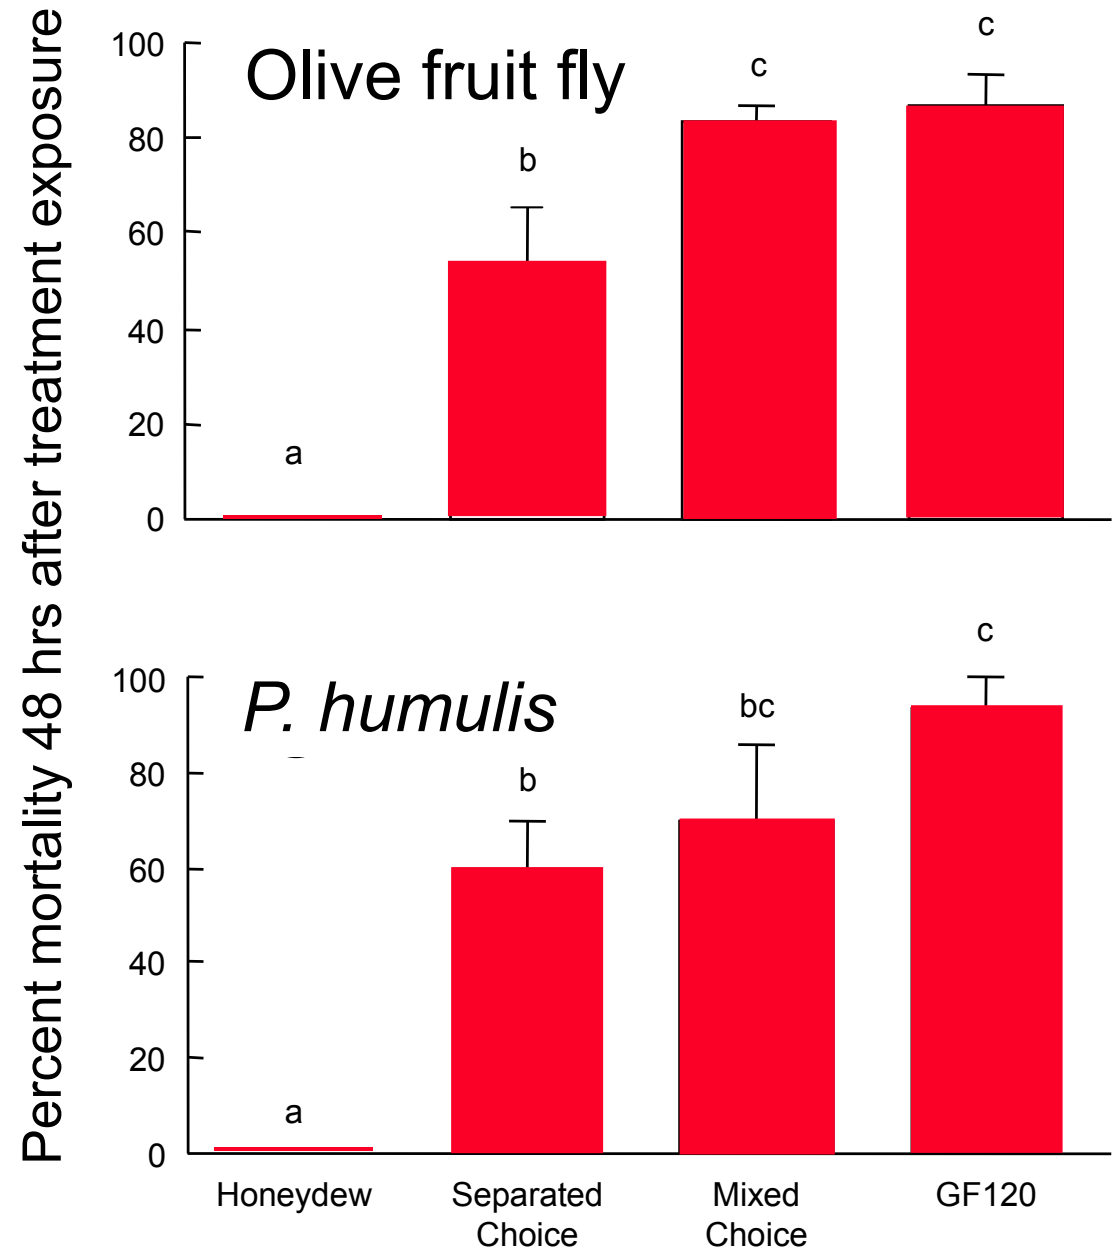 Percent mortality 48 hrs after treatment exposure
Olive fruit fly
100
80
60
40
20
0
a
b
c
c
P. humulis
100
80
60
40
20
0
a
b
bc
c
Honeydew
Separated
Choice
Mixed
Choice
GF120